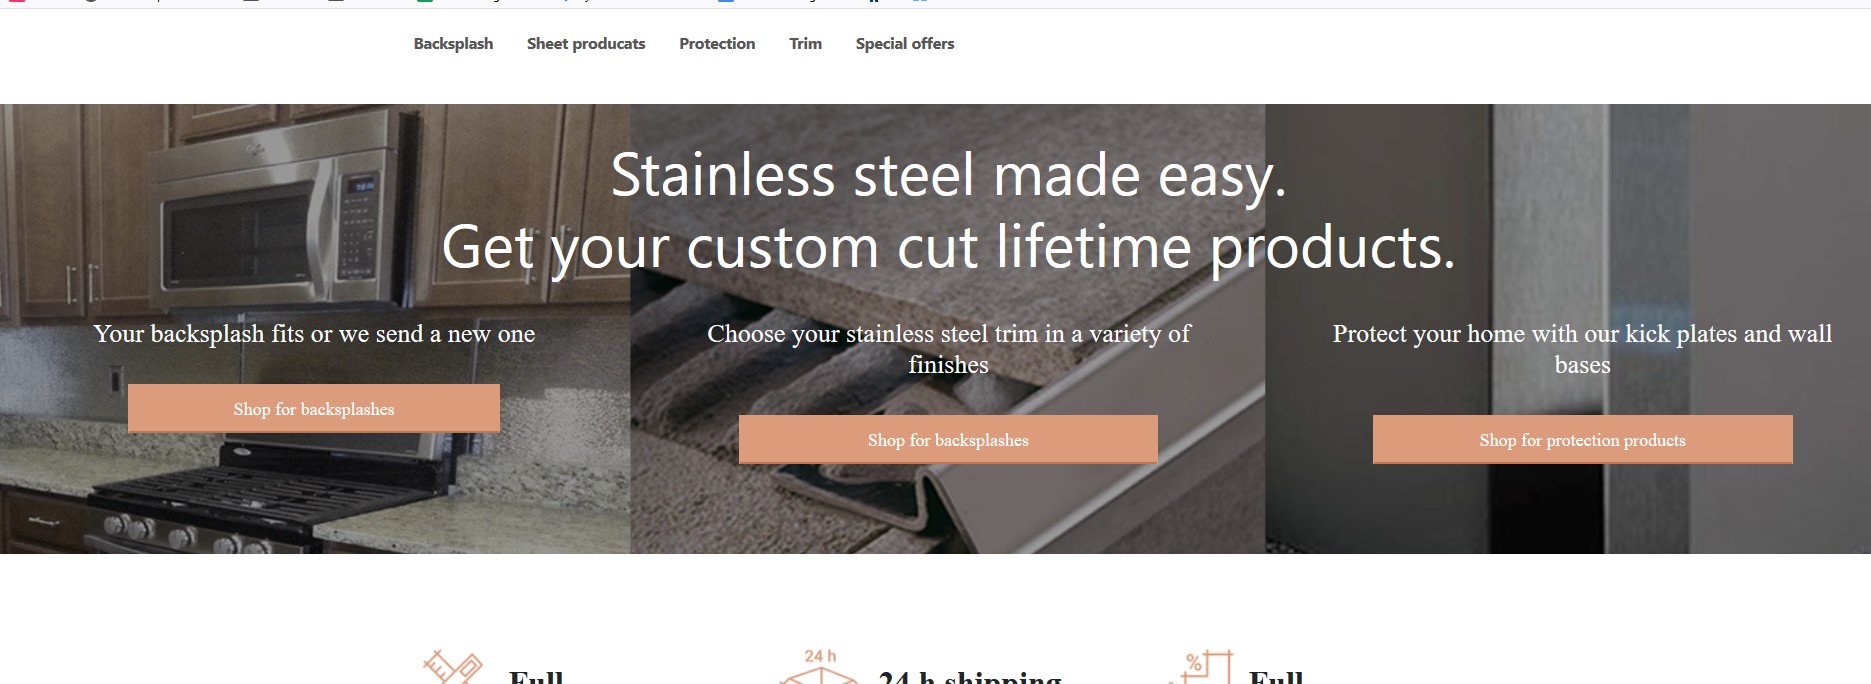 Backsplash Sheet producats Protection Trim Special offers
Stainless steel made easy.
Get your custom cut lifetime products.
Your backsplash fits or we send a new one
Shop for backsplashes
Choose your stainless steel trim in a variety of
finishes
Shop for backsplashes
Protect your home with our kick plates and wall
bases
Shop for protection products
24 h
%
Full
24 h shipping
Full